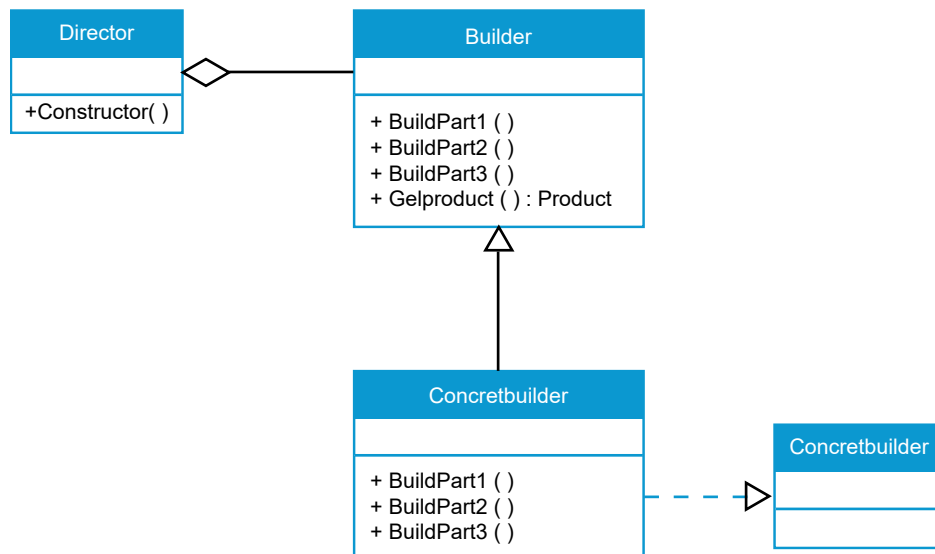 Director
+Constructor( )
Builder
+ BuildPart1 ( )
+ BuildPart2 ( )
+ BuildPart3 ( )
+ Gelproduct ( ) : Product
Concretbuilder
+ BuildPart1 ( )
+ BuildPart2 ( )
+ BuildPart3 ( )
Concretbuilder